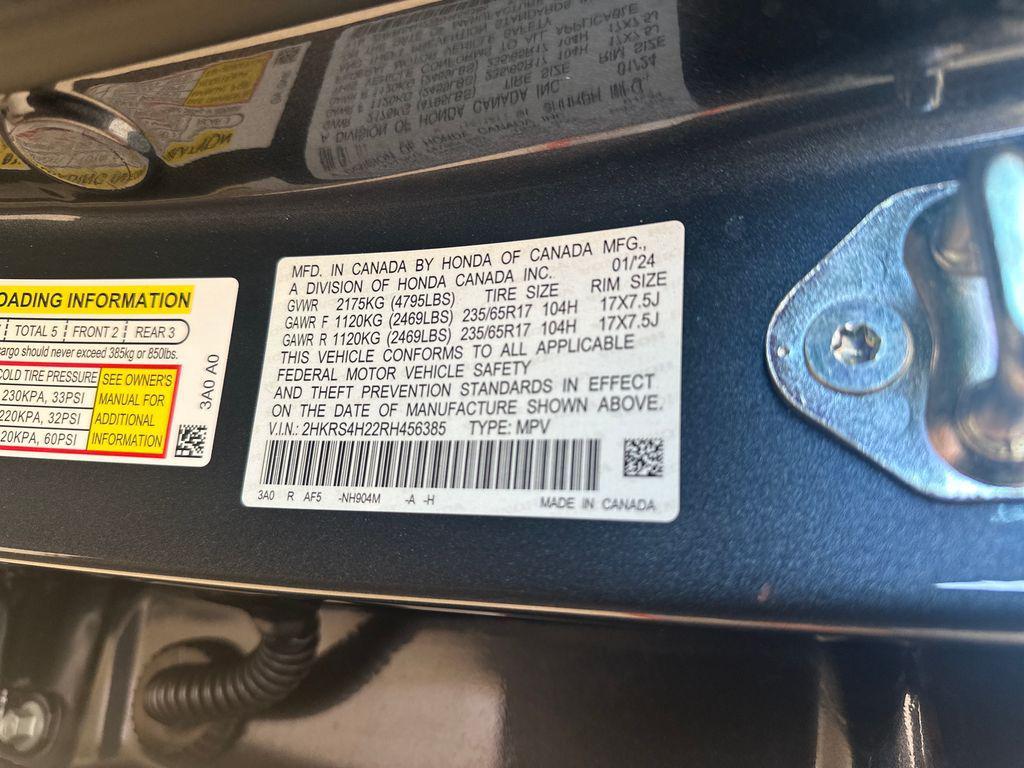 OADING INFORMATION
TOTAL 5 FRONT 2 REAR 3
cargo should never exceed 385kg or 850lbs.
COLD TIRE PRESSURE
SEE OWNER'S
MANUAL FOR
ADDITIONAL
INFORMATION
230KPA, 33PSI
220KPA, 32PSI
20KPA, 60PSI
3A0 A0
MFD. IN CANADA BY HONDA OF CANADA MFG.,
A DIVISION OF HONDA CANADA INC. 01/'24
GVWR 2175KG (4795LBS) TIRE SIZE RIM SIZE
GAWR F 1120KG (2469LBS) 235/65R17 104H 17X7.5J
GAWR R 1120KG (2469LBS) 235/65R17 104H 17X7.5J
THIS VEHICLE CONFORMS TO ALL APPLICABLE
FEDERAL MOTOR VEHICLE SAFETY
AND THEFT PREVENTION STANDARDS IN EFFECT
ON THE DATE OF MANUFACTURE SHOWN ABOVE.
V.I.N.: 2HKRS4H22RH456385 TYPE: MPV
3A0 R AF5 -NH904M -A -H MADE IN CANADA